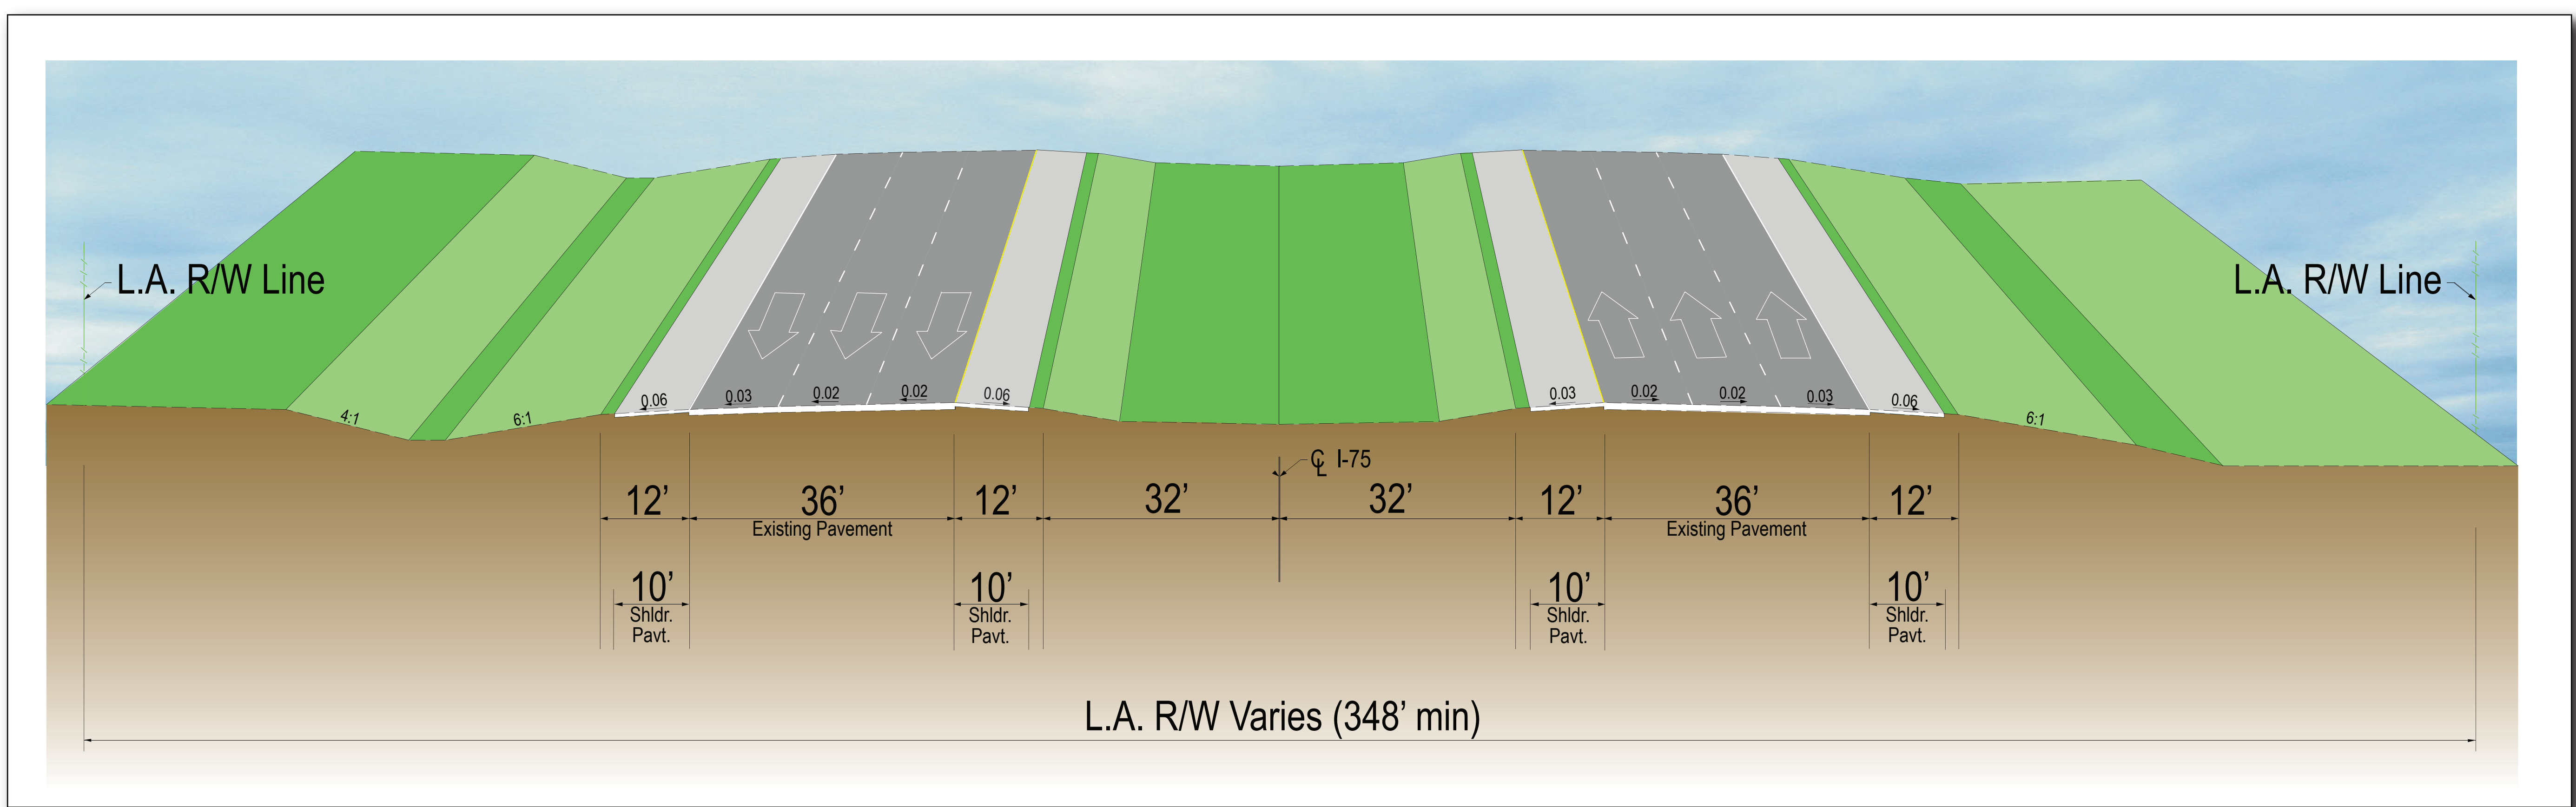 L.A. R/W Line
L.A. R/W Line
4:1
6:1
0.06
0.03
0.02
0.02
0.06
0.03
0.02
0.02
0.03
0.06
6:1
℄ I-75
12’
36’
Existing Pavement
12’
32’
32’
12’
36’
Existing Pavement
12’
10’
Shldr.
Pavt.
10’
Shldr.
Pavt.
10’
Shldr.
Pavt.
10’
Shldr.
Pavt.
L.A. R/W Varies (348’ min)